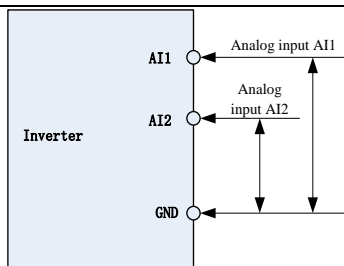 AI1
Analog input AI1
Analog
input AI2
AI2
Inverter
GND